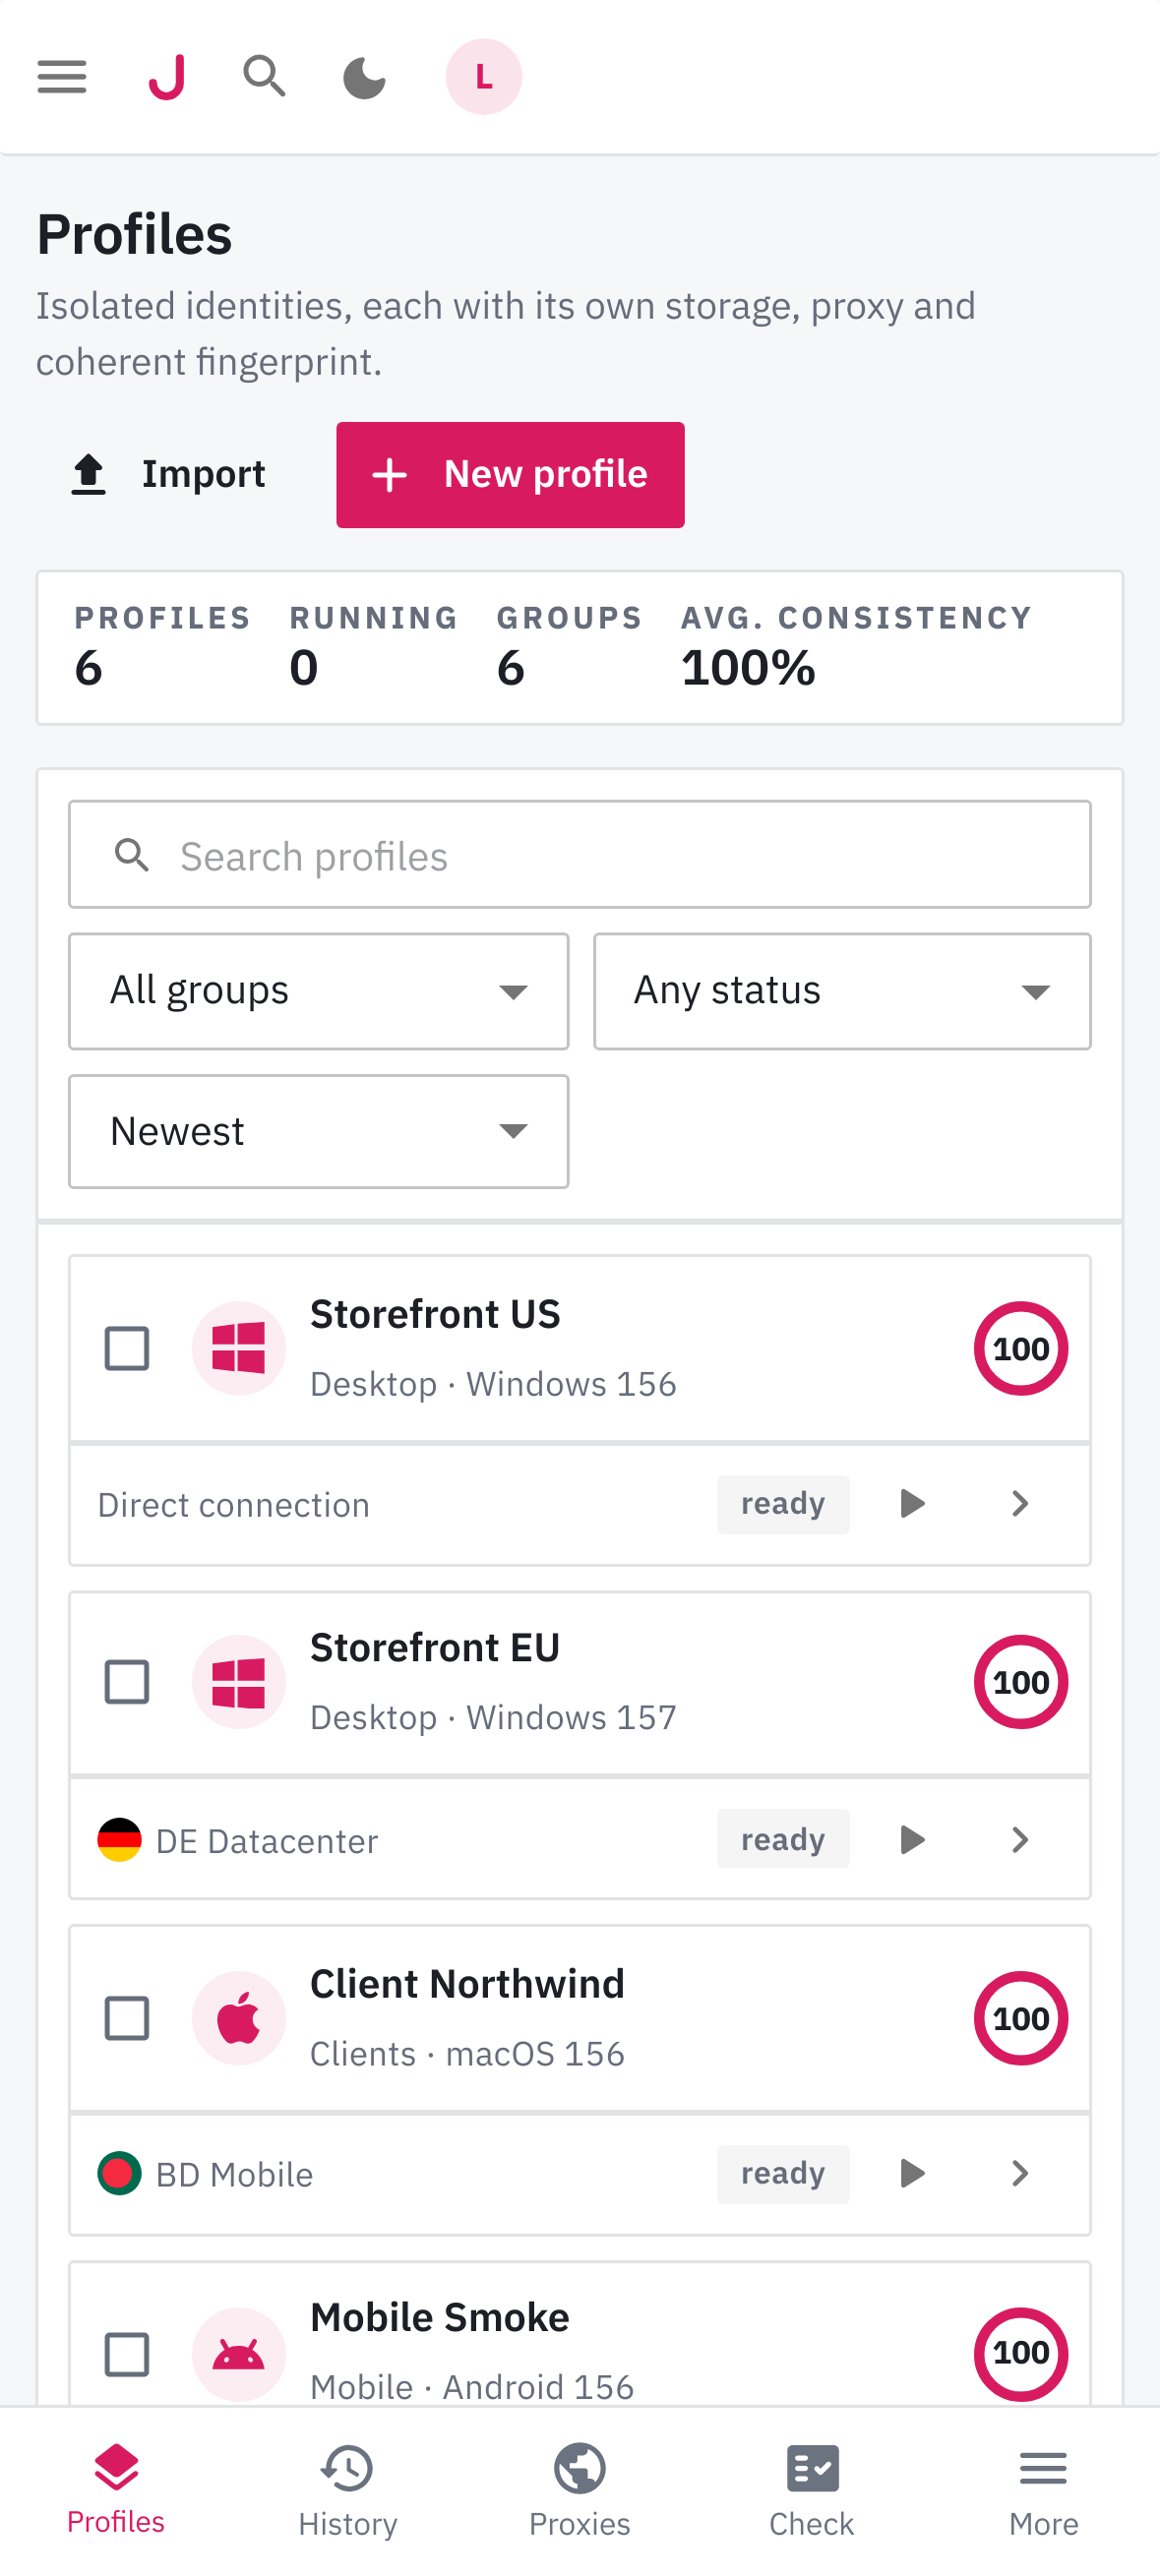 L
Profiles
Isolated identities, each with its own storage, proxy and
coherent fingerprint.
Import
New profile
PROFILES RUNNING GROUPS AVG. CONSISTENCY
6 0 6 100%
Search profiles
All groups Any status
Newest
Storefront US
100
Desktop · Windows 156
Direct connection ready
Storefront EU
100
Desktop · Windows 157
DE Datacenter ready
Client Northwind
100
Clients · macOS 156
BD Mobile ready
Mobile Smoke
100
Mobile · Android 156
Profiles History Proxies Check More